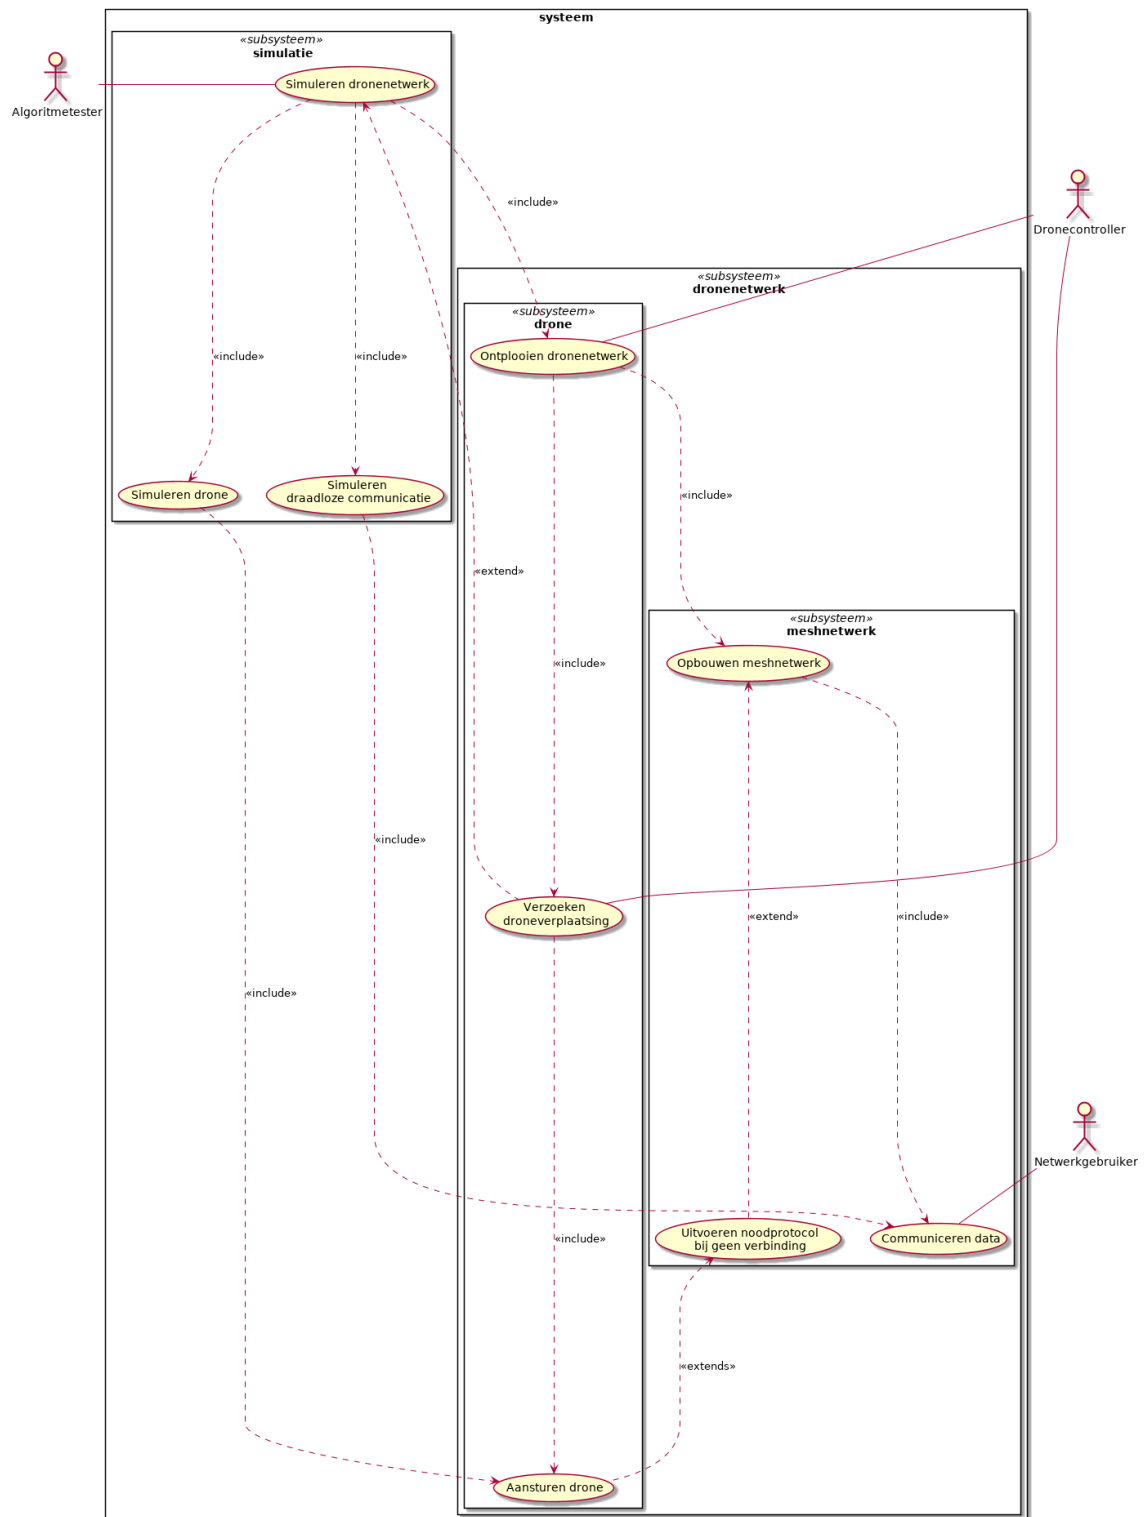 systeem
«subsysteem»
simulatie
Simuleren dronenetwerk
Algoritmetester
«include»
Dronecontroller
«subsysteem»
dronenetwerk
«subsysteem»
drone
Ontplooien dronenetwerk
«include»
«include»
Simuleren drone
Simuleren
draadloze communicatie
«include»
«extend»
«subsysteem»
meshnetwerk
Opbouwen meshnetwerk
«include»
«include»
Verzoeken
droneverplaatsing
«extend»
«include»
«include»
Netwerkgebruiker
Uitvoeren noodprotocol
bij geen verbinding
Communiceren data
«include»
«extends»
Aansturen drone